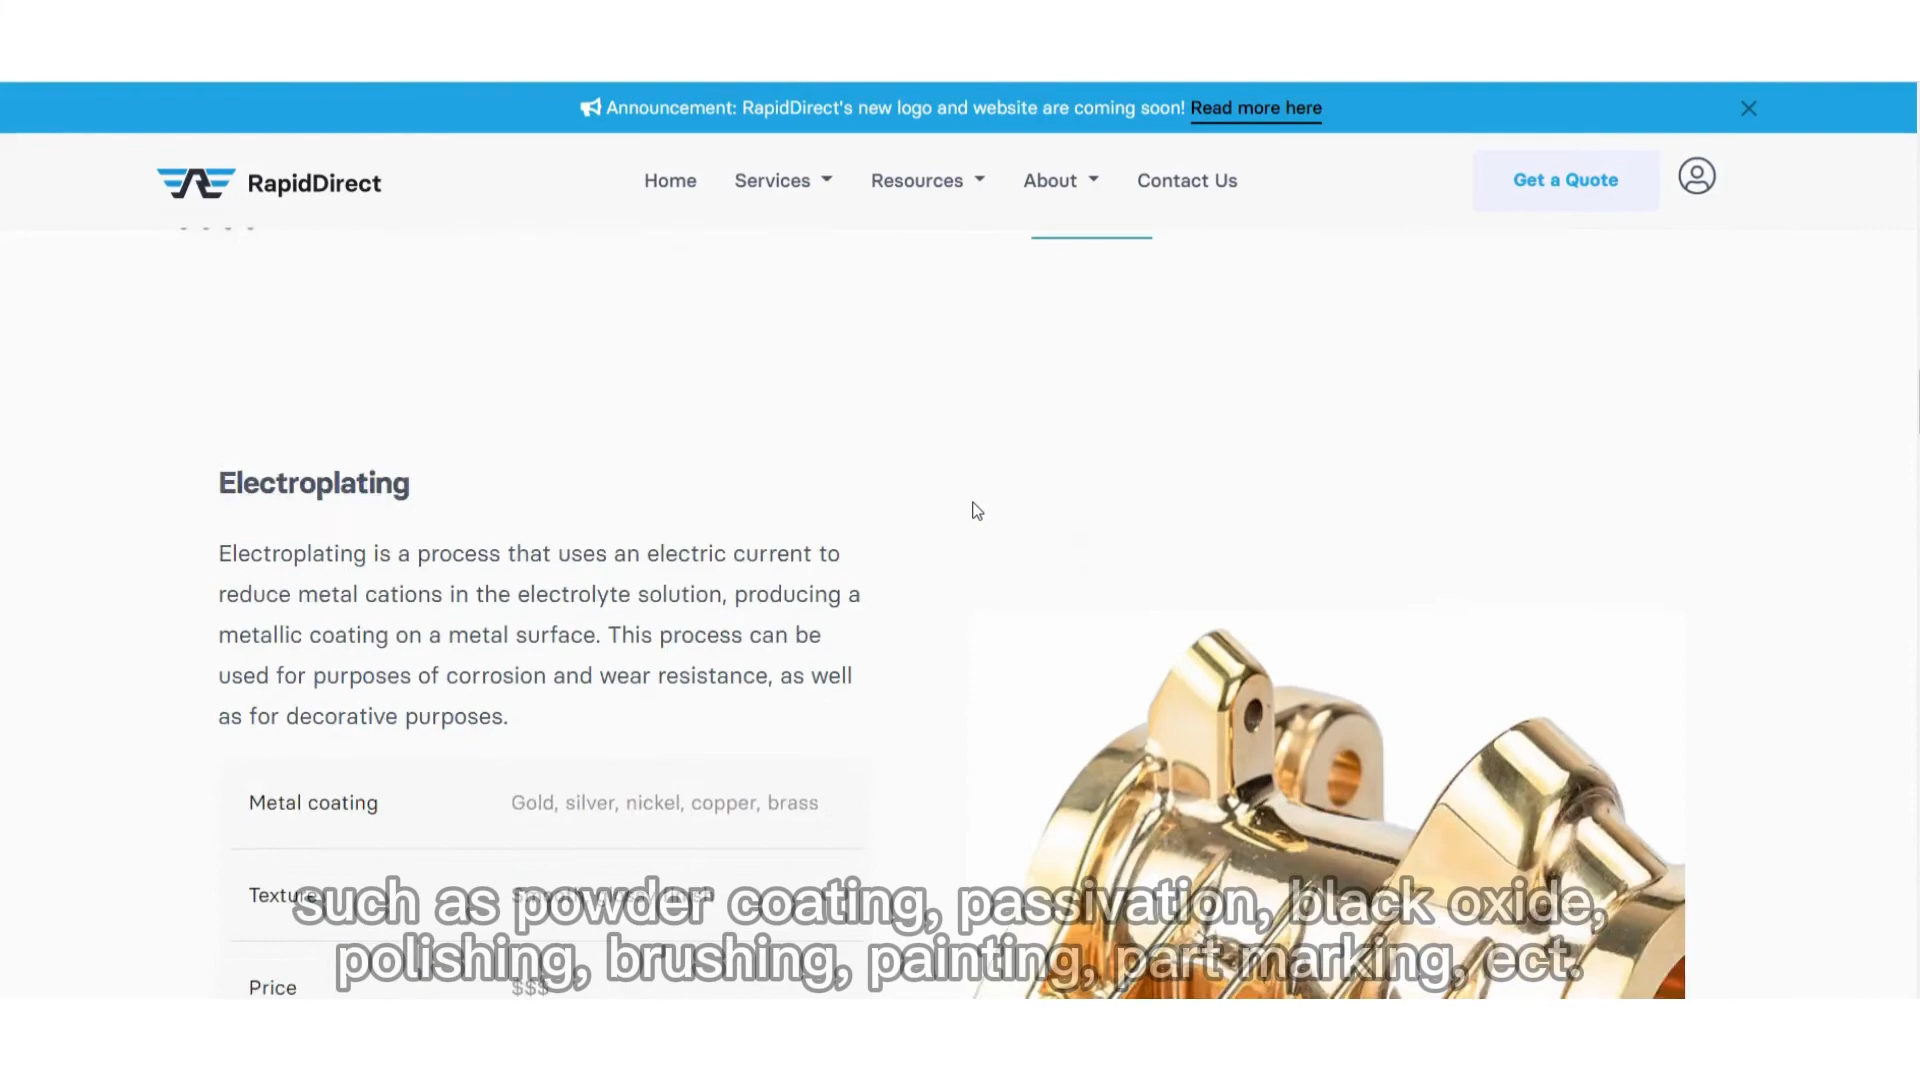 Announcement: RapidDirect's new logo and website are coming soon! Read more here
RapidDirect
Home Services Resources About Contact Us Get a Quote
Electroplating
Electroplating is a process that uses an electric current to
reduce metal cations in the electrolyte solution, producing a
metallic coating on a metal surface. This process can be
used for purposes of corrosion and wear resistance, as well
as for decorative purposes.
Metal coating Gold, silver, nickel, copper, brass
Texture
such as powder coating, passivation, black oxide,
polishing, brushing, painting, part marking, ect.
Price $$$